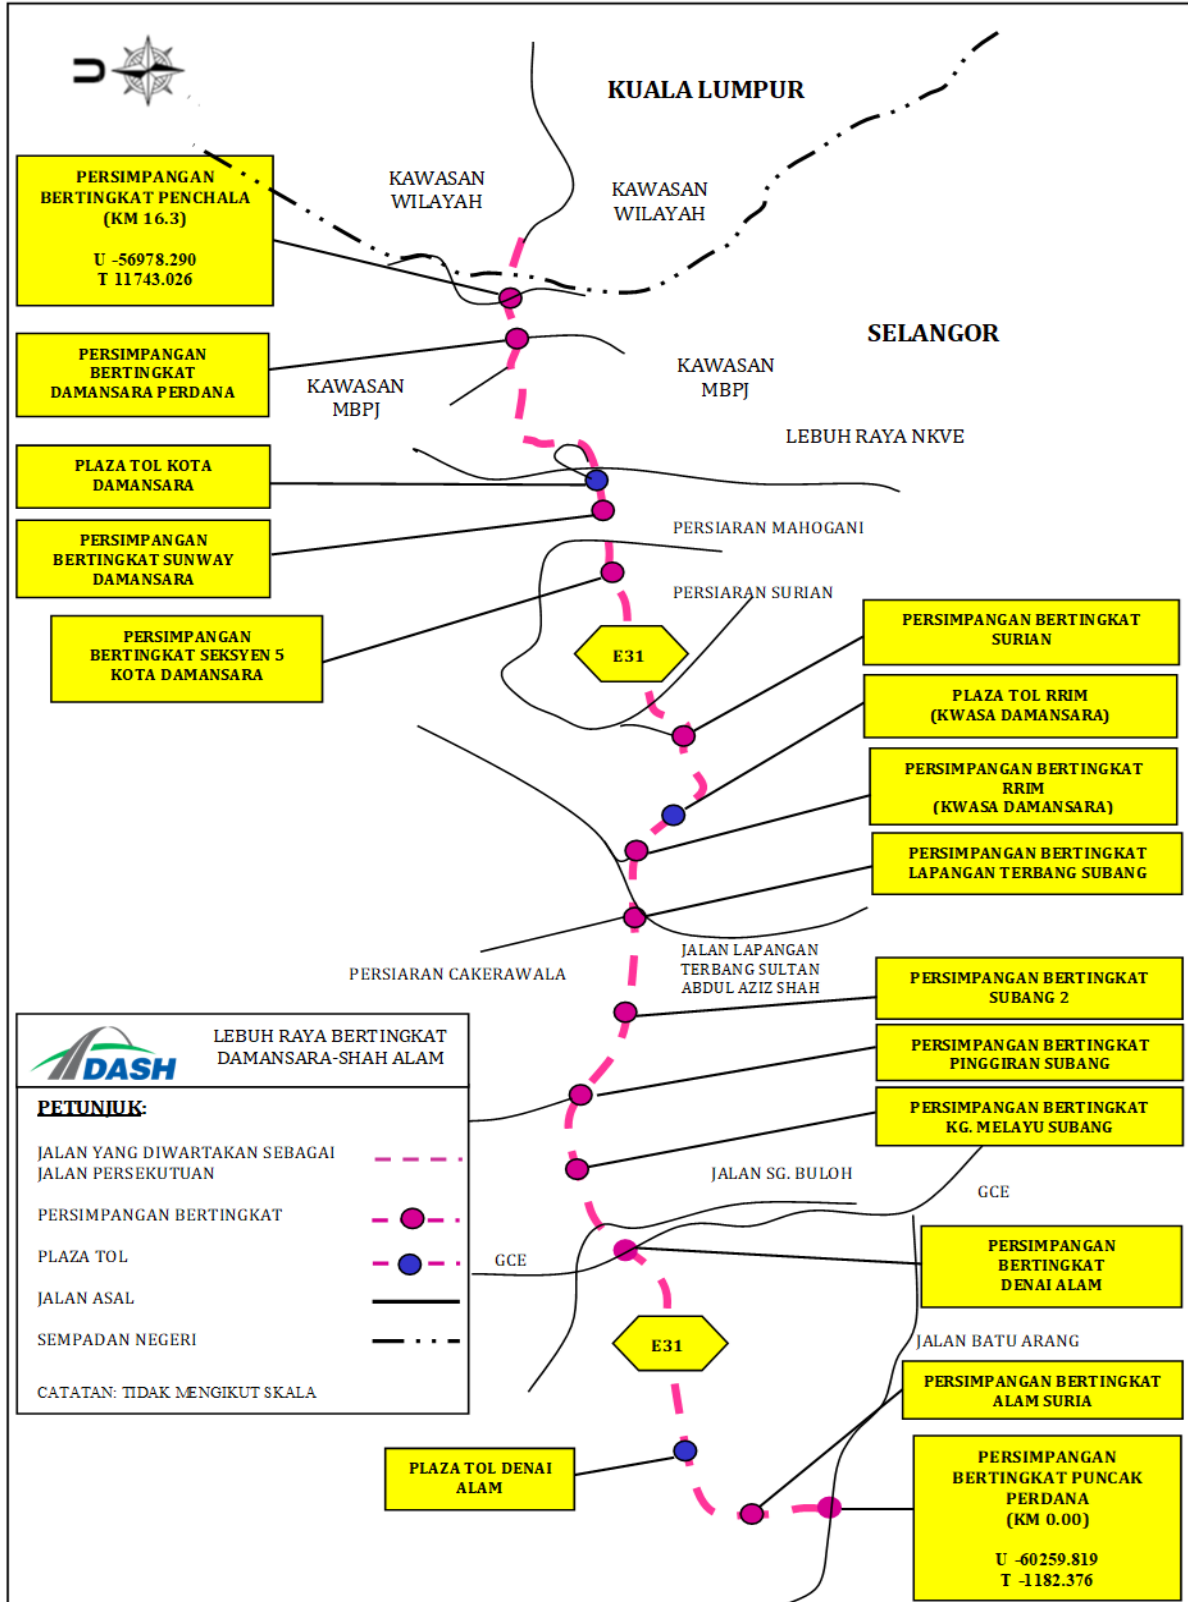 U
KUALA LUMPUR
PERSIMPANGAN
BERTINGKAT PENCHALA
(KM 16.3)
U -56978.290
T 11743.026
KAWASAN
WILAYAH
KAWASAN
WILAYAH
SELANGOR
PERSIMPANGAN
BERTINGKAT
DAMANSARA PERDANA
KAWASAN
MBPJ
KAWASAN
MBPJ
LEBUH RAYA NKVE
PLAZA TOL KOTA
DAMANSARA
PERSIMPANGAN
BERTINGKAT SUNWAY
DAMANSARA
PERSIARAN MAHOGANI
PERSIARAN SURIAN
PERSIMPANGAN
BERTINGKAT SEKSYEN 5
KOTA DAMANSARA
E31
PERSIMPANGAN BERTINGKAT
SURIAN
PLAZA TOL RRIM
(KWASA DAMANSARA)
PERSIMPANGAN BERTINGKAT
RRIM
(KWASA DAMANSARA)
PERSIMPANGAN BERTINGKAT
LAPANGAN TERBANG SUBANG
PERSIARAN CAKERAWALA
JALAN LAPANGAN
TERBANG SULTAN
ABDUL AZIZ SHAH
PERSIMPANGAN BERTINGKAT
SUBANG 2
PERSIMPANGAN BERTINGKAT
PINGGIRAN SUBANG
PERSIMPANGAN BERTINGKAT
KG. MELAYU SUBANG
DASH
LEBUH RAYA BERTINGKAT
DAMANSARA-SHAH ALAM
PETUNJUK:
JALAN YANG DIWARTAKAN SEBAGAI
JALAN PERSEKUTUAN
PERSIMPANGAN BERTINGKAT
PLAZA TOL
JALAN ASAL
SEMPADAN NEGERI
CATATAN: TIDAK MENGIKUT SKALA
JALAN SG. BULOH
GCE
GCE
PERSIMPANGAN
BERTINGKAT
DENAI ALAM
E31
JALAN BATU ARANG
PERSIMPANGAN BERTINGKAT
ALAM SURIA
PLAZA TOL DENAI
ALAM
PERSIMPANGAN
BERTINGKAT PUNCAK
PERDANA
(KM 0.00)
U -60259.819
T -1182.376